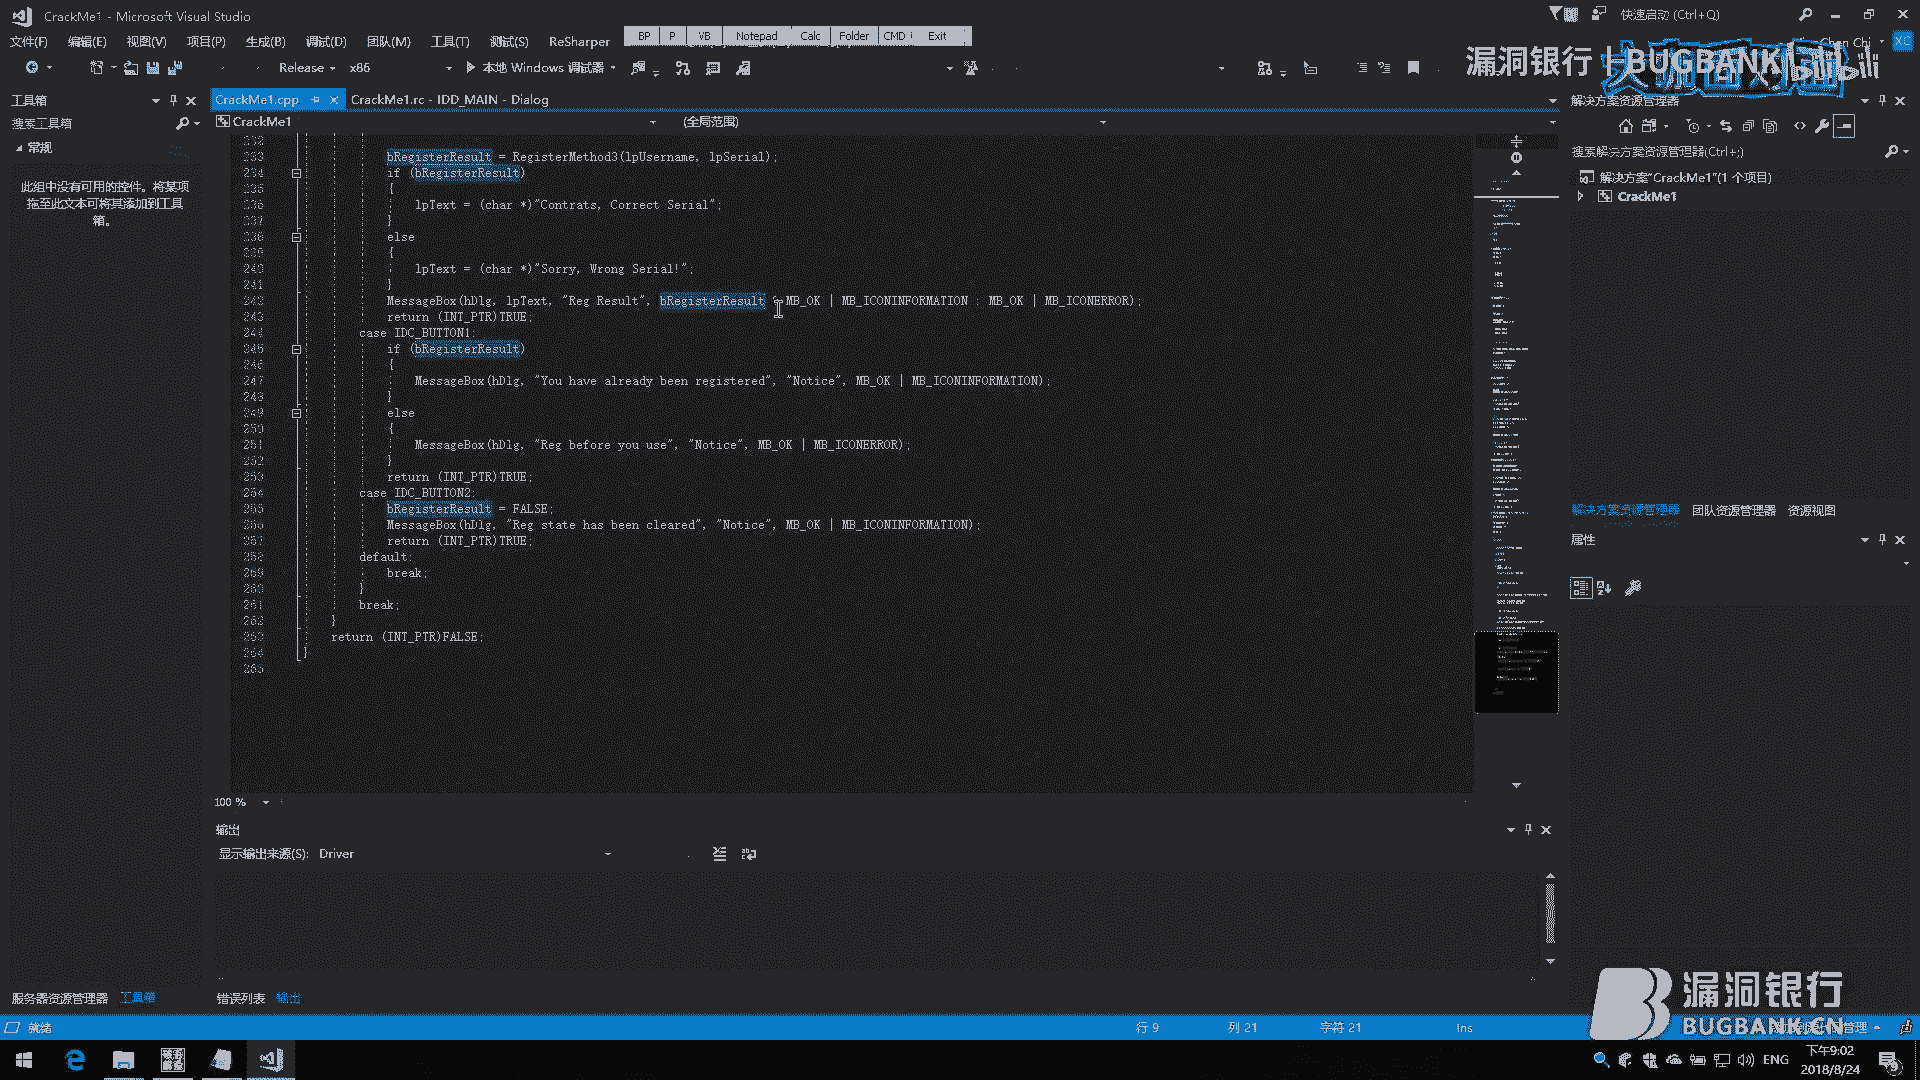 CrackMe1 - Microsoft Visual Studio
快速启动 (Ctrl+Q)
文件(F) 编辑(E) 视图(V) 项目(P) 生成(B) 调试(D) 团队(M) 工具(T) 测试(S) ReSharper
BP P VB Notepad Calc Folder CMD Exit
Chen Chi XC
漏洞银行 | BUGBANK
Release x86 本地 Windows 调试器
工具箱
CrackMe1.cpp CrackMe1.rc - IDD_MAIN - Dialog
解决方案资源管理器
搜索工具箱
CrackMe1 (全局范围)
常规
此组中没有可用的控件。将某项
拖至此文本可将其添加到工具
箱。
搜索解决方案资源管理器(Ctrl+;)
解决方案"CrackMe1"(1 个项目)
CrackMe1
232
233 bRegisterResult = RegisterMethod3(lpUsername, lpSerial);
234 if (bRegisterResult)
235 {
236 lpText = (char *)"Contrats, Correct Serial";
237 }
238 else
239 {
240 lpText = (char *)"Sorry, Wrong Serial!";
241 }
242 MessageBox(hDlg, lpText, "Reg Result", bRegisterResult ? MB_OK | MB_ICONINFORMATION : MB_OK | MB_ICONERROR);
243 return (INT_PTR)TRUE;
244 case IDC_BUTTON1:
245 if (bRegisterResult)
246 {
247 MessageBox(hDlg, "You have already been registered", "Notice", MB_OK | MB_ICONINFORMATION);
248 }
249 else
250 {
251 MessageBox(hDlg, "Reg before you use", "Notice", MB_OK | MB_ICONERROR);
252 }
253 return (INT_PTR)TRUE;
254 case IDC_BUTTON2:
255 bRegisterResult = FALSE;
256 MessageBox(hDlg, "Reg state has been cleared", "Notice", MB_OK | MB_ICONINFORMATION);
257 return (INT_PTR)TRUE;
258 default:
259 break;
260 }
261 break;
262 }
263 return (INT_PTR)FALSE;
264 }
265
解决方案资源管理器 团队资源管理器 资源视图
属性
100 %
输出
显示输出来源(S): Driver
服务器资源管理器 工具箱
错误列表 输出
漏洞银行
BUGBANK.CN
就绪
行 9 列 21 字符 21 Ins
ENG
下午9:02
2018/8/24